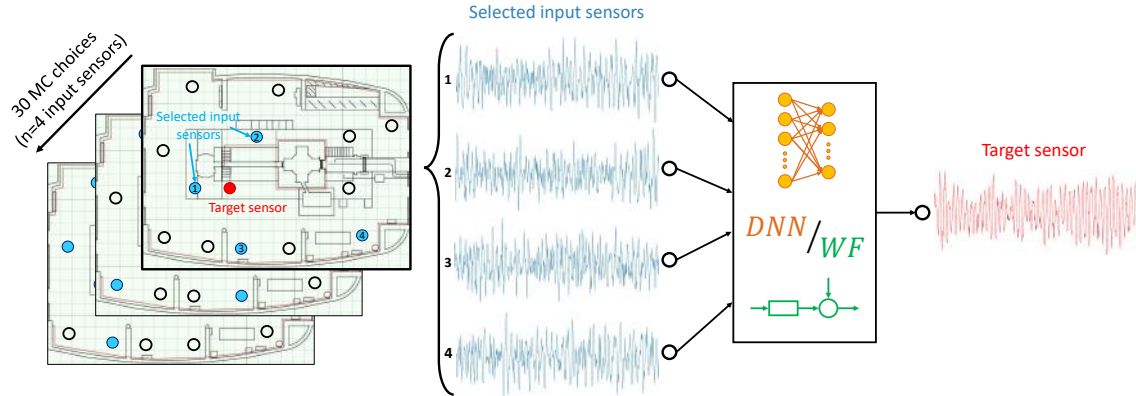 30 MC choices
(n=4 input sensors)
Selected input
sensors
1
2
Target sensor
3
4
Selected input sensors
1
2
3
4
DNN/WF
Target sensor